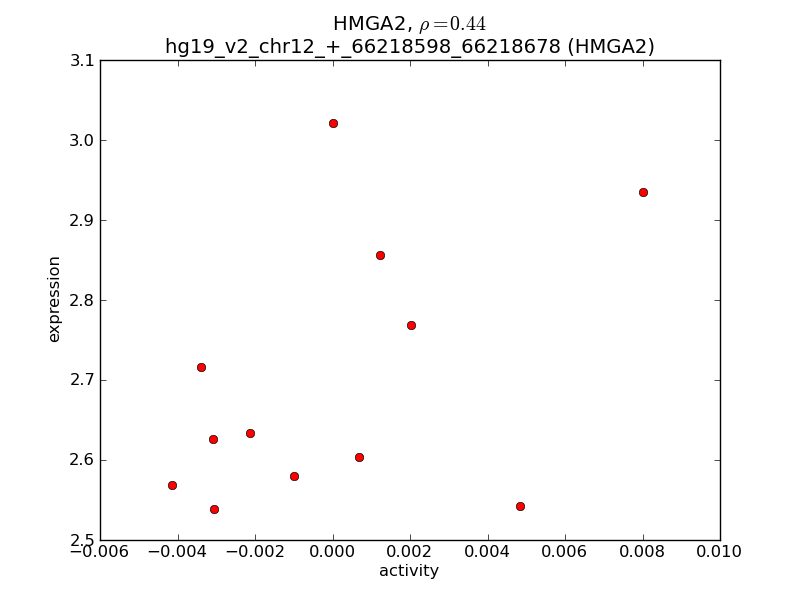 HMGA2, ρ = 0.44
hg19_v2_chr12_+_66218598_66218678 (HMGA2)
3.1
3.0
2.9
2.8
2.7
2.6
2.5
expression
−0.006 −0.004 −0.002 0.000 0.002 0.004 0.006 0.008 0.010
activity